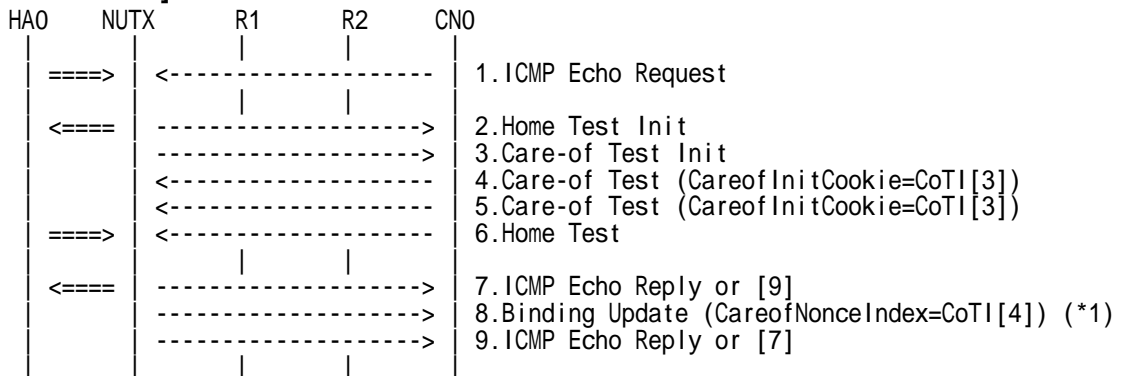 HA0 NUTX R1 R2 CN0
| | | | |
| ====> | <--------------------- | 1.ICMP Echo Request
| | | | |
| <==== | ---------------------> | 2.Home Test Init
| | ---------------------> | 3.Care-of Test Init
| | <--------------------- | 4.Care-of Test (CareofInitCookie=CoTI[3])
| | <--------------------- | 5.Care-of Test (CareofInitCookie=CoTI[3])
| ====> | <--------------------- | 6.Home Test
| | | | |
| <==== | ---------------------> | 7.ICMP Echo Reply or [9]
| | ---------------------> | 8.Binding Update (CareofNonceIndex=CoTI[4]) (*1)
| | ---------------------> | 9.ICMP Echo Reply or [7]
| | | | |